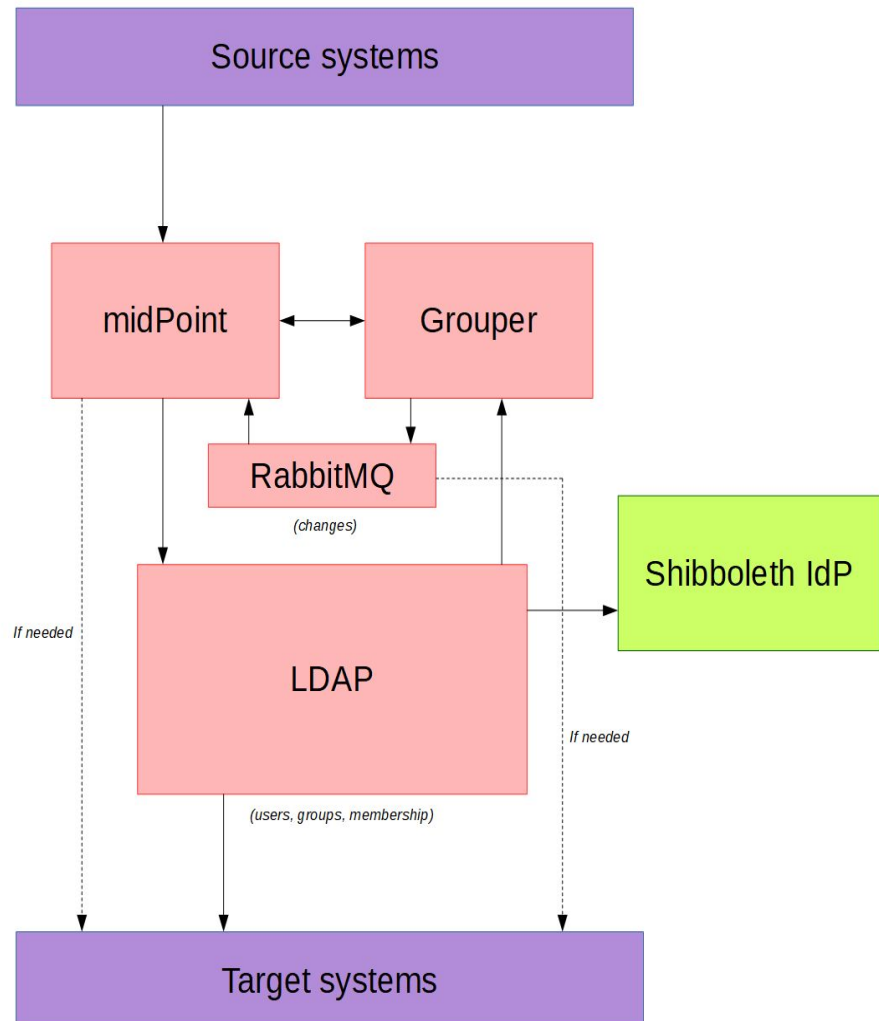 Source systems
midPoint
Grouper
RabbitMQ
(changes)
Shibboleth IdP
If needed
LDAP
If needed
(users, groups, membership)
Target systems